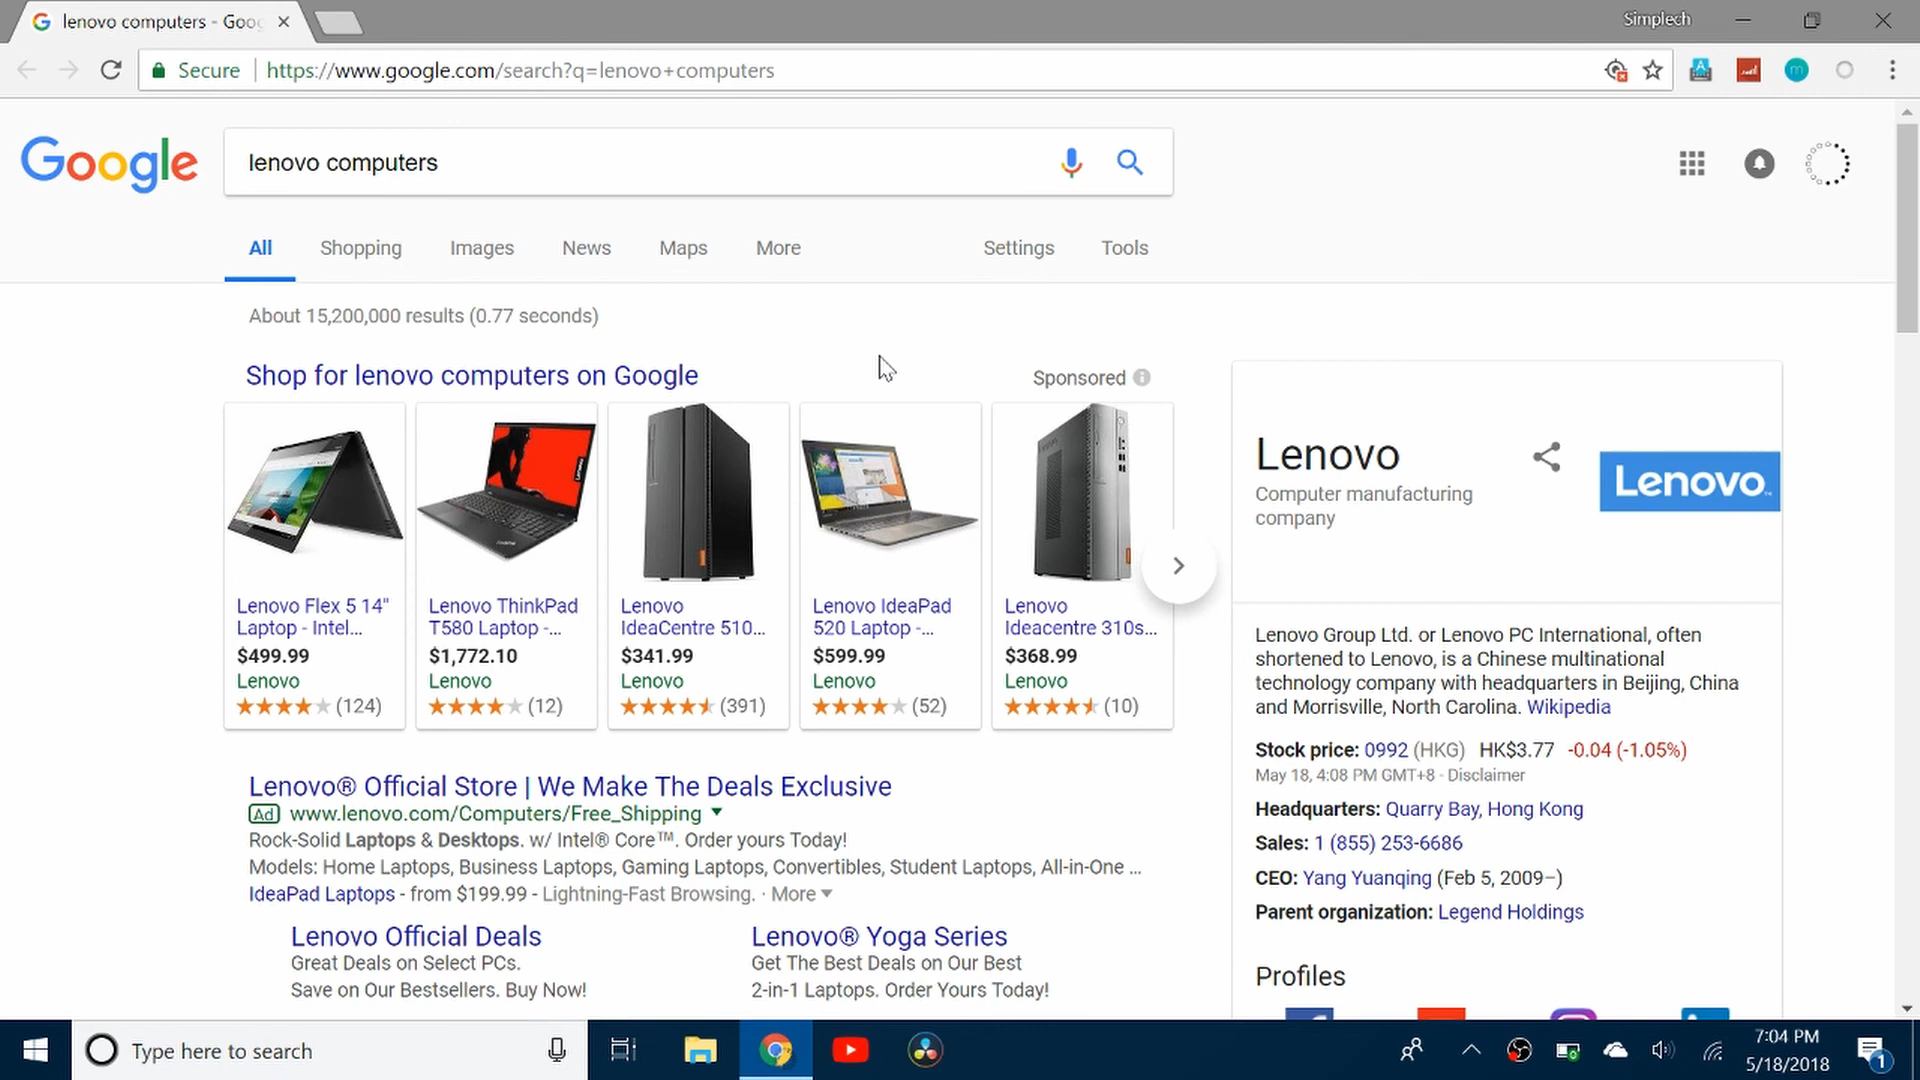 lenovo computers - Goog
Simplech
Secure
https://www.google.com/search?q=lenovo+computers
Google
lenovo computers
All
Shopping
Images
News
Maps
More
Settings
Tools
About 15,200,000 results (0.77 seconds)
Shop for lenovo computers on Google
Sponsored
Lenovo Flex 5 14"
Laptop - Intel...
$499.99
Lenovo
(124)
Lenovo ThinkPad
T580 Laptop -...
$1,772.10
Lenovo
(12)
Lenovo
IdeaCentre 510...
$341.99
Lenovo
(391)
Lenovo IdeaPad
520 Laptop -...
$599.99
Lenovo
(52)
Lenovo
Ideacentre 310s...
$368.99
Lenovo
(10)
Lenovo® Official Store | We Make The Deals Exclusive
Ad www.lenovo.com/Computers/Free_Shipping
Rock-Solid Laptops & Desktops. w/ Intel® Core™. Order yours Today!
Models: Home Laptops, Business Laptops, Gaming Laptops, Convertibles, Student Laptops, All-in-One ...
IdeaPad Laptops - from $199.99 - Lightning-Fast Browsing. · More
Lenovo Official Deals
Great Deals on Select PCs.
Save on Our Bestsellers. Buy Now!
Lenovo® Yoga Series
Get The Best Deals on Our Best
2-in-1 Laptops. Order Yours Today!
Lenovo
Computer manufacturing
company
Lenovo
Lenovo Group Ltd. or Lenovo PC International, often
shortened to Lenovo, is a Chinese multinational
technology company with headquarters in Beijing, China
and Morrisville, North Carolina. Wikipedia
Stock price: 0992 (HKG) HK$3.77 -0.04 (-1.05%)
May 18, 4:08 PM GMT+8 - Disclaimer
Headquarters: Quarry Bay, Hong Kong
Sales: 1 (855) 253-6686
CEO: Yang Yuanqing (Feb 5, 2009–)
Parent organization: Legend Holdings
Profiles
Type here to search
7:04 PM
5/18/2018
1